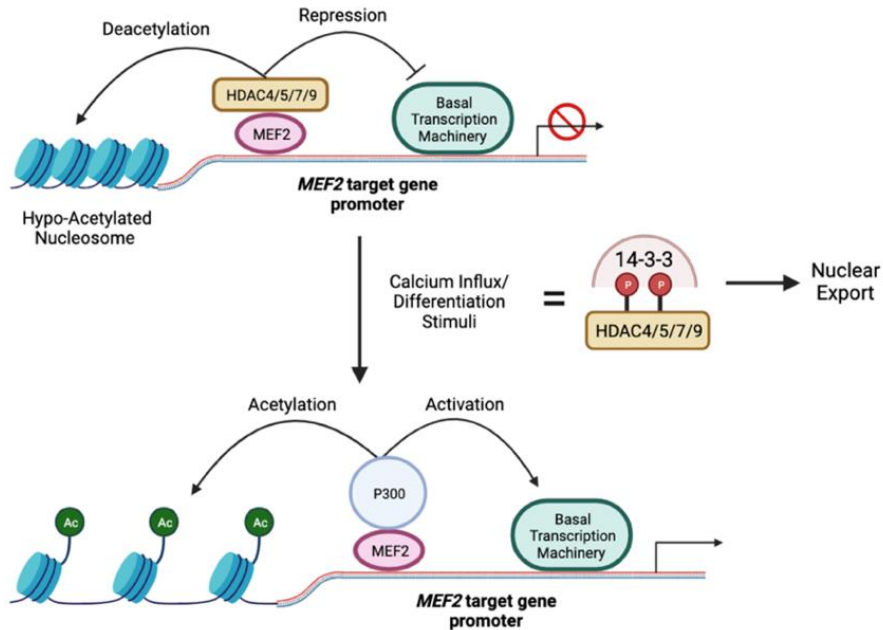 Repression
Deacetylation
HDAC4/5/7/9
MEF2
Basal
Transcription
Machinery
MEF2 target gene
promoter
Hypo-Acetylated
Nucleosome
Calcium Influx/
Differentiation
Stimuli
=
14-3-3
P P
HDAC4/5/7/9
Nuclear
Export
Acetylation
Activation
P300
MEF2
Basal
Transcription
Machinery
Ac Ac Ac
MEF2 target gene
promoter